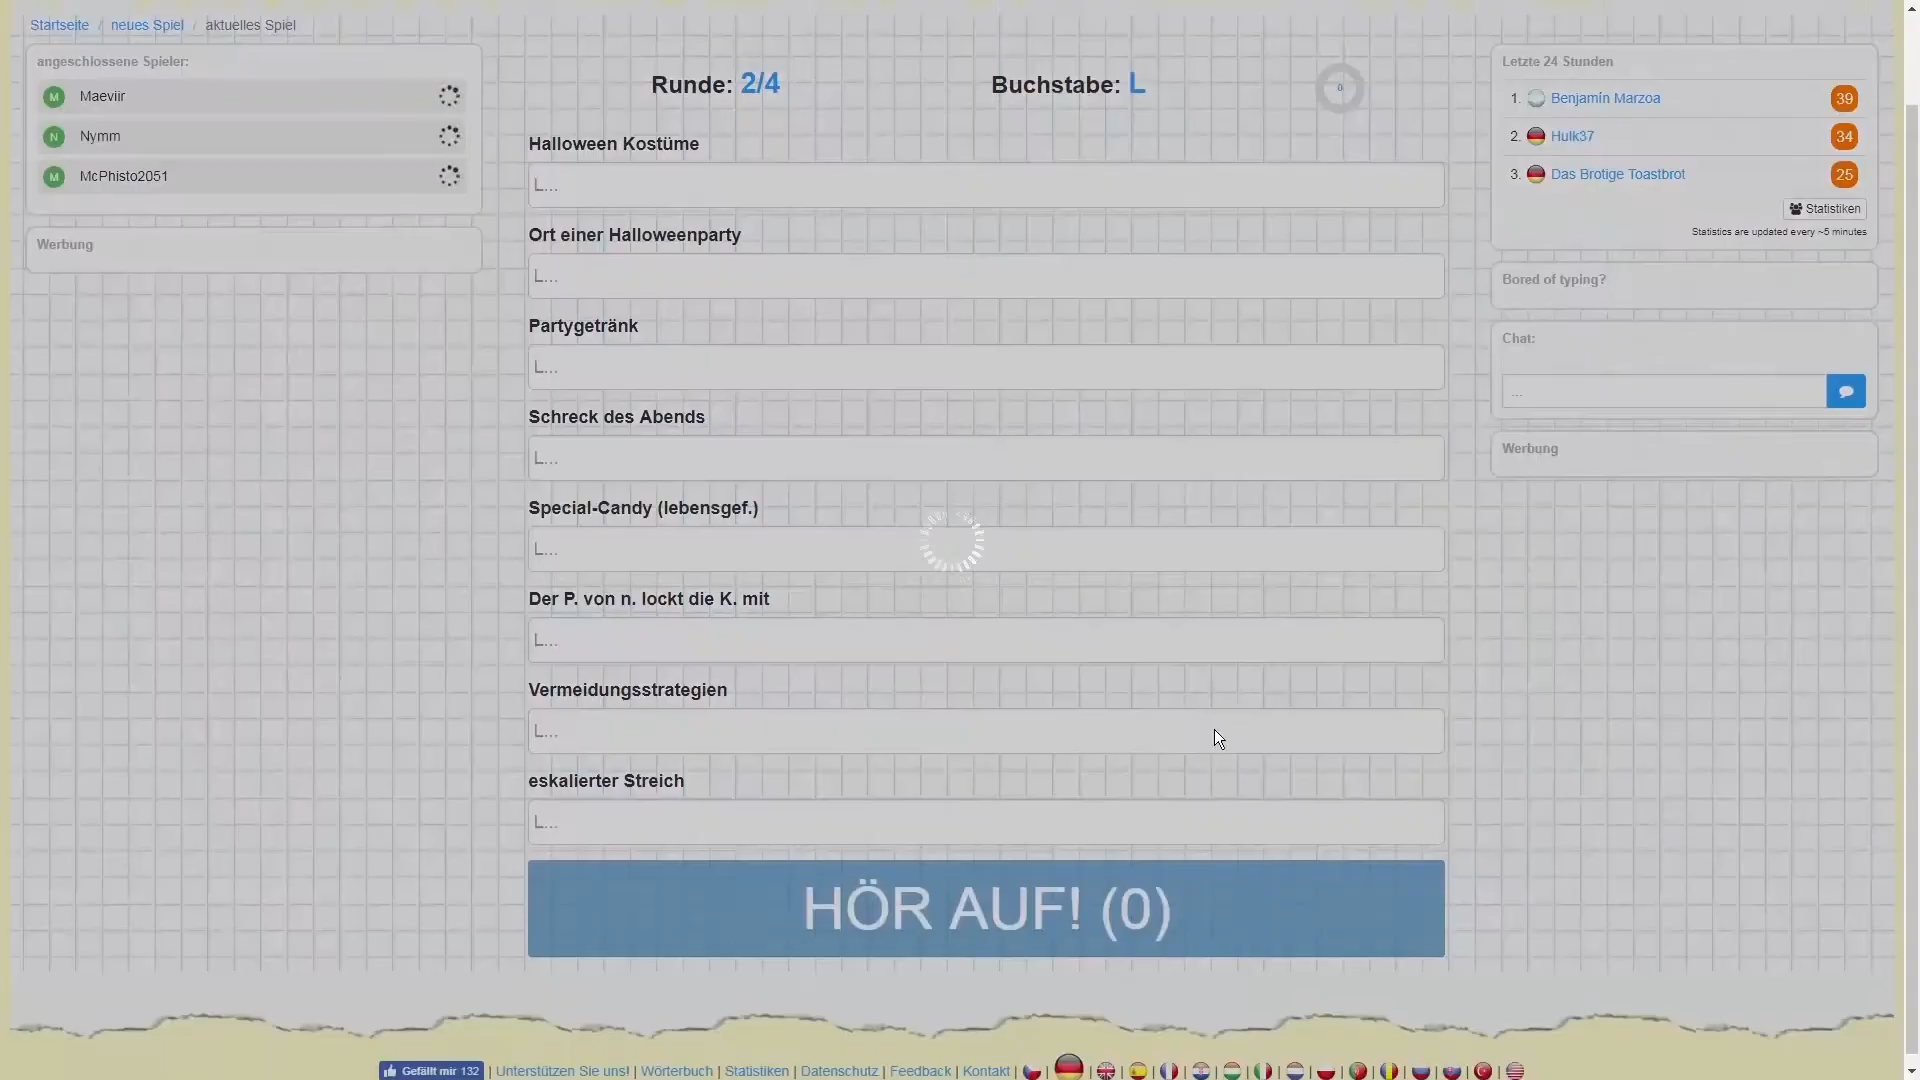 Startseite / neues Spiel / aktuelles Spiel
angeschlossene Spieler:
M Maeviir
N Nymm
M McPhisto2051
Werbung
Runde: 2/4
Buchstabe: L
0
Halloween Kostüme
L...
Ort einer Halloweenparty
L...
Partygetränk
L...
Schreck des Abends
L...
Special-Candy (lebensgef.)
L...
Der P. von n. lockt die K. mit
L...
Vermeidungsstrategien
L...
eskalierter Streich
L...
HÖR AUF! (0)
Letzte 24 Stunden
1. Benjamín Marzoa 39
2. Hulk37 34
3. Das Brotige Toastbrot 25
Statistiken
Statistics are updated every ~5 minutes
Bored of typing?
Chat:
...
Werbung
Gefällt mir 132 | Unterstützen Sie uns! | Wörterbuch | Statistiken | Datenschutz | Feedback | Kontakt |